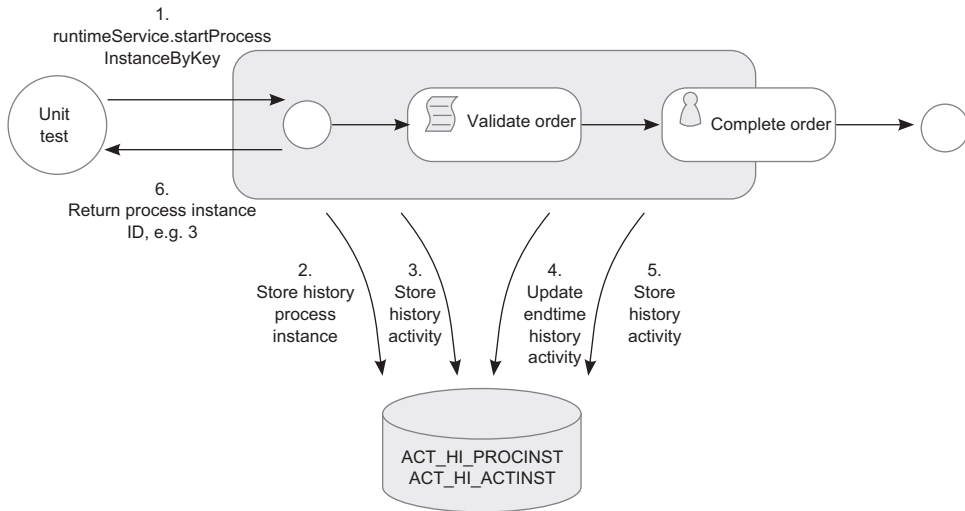 1.
runtimeService.startProcess
InstanceByKey
Unit
test
Validate order
Complete order
6.
Return process instance
ID, e.g. 3
2.
Store history
process
instance
3.
Store
history
activity
4.
Update
endtime
history
activity
5.
Store
history
activity
ACT_HI_PROCINST
ACT_HI_ACTINST